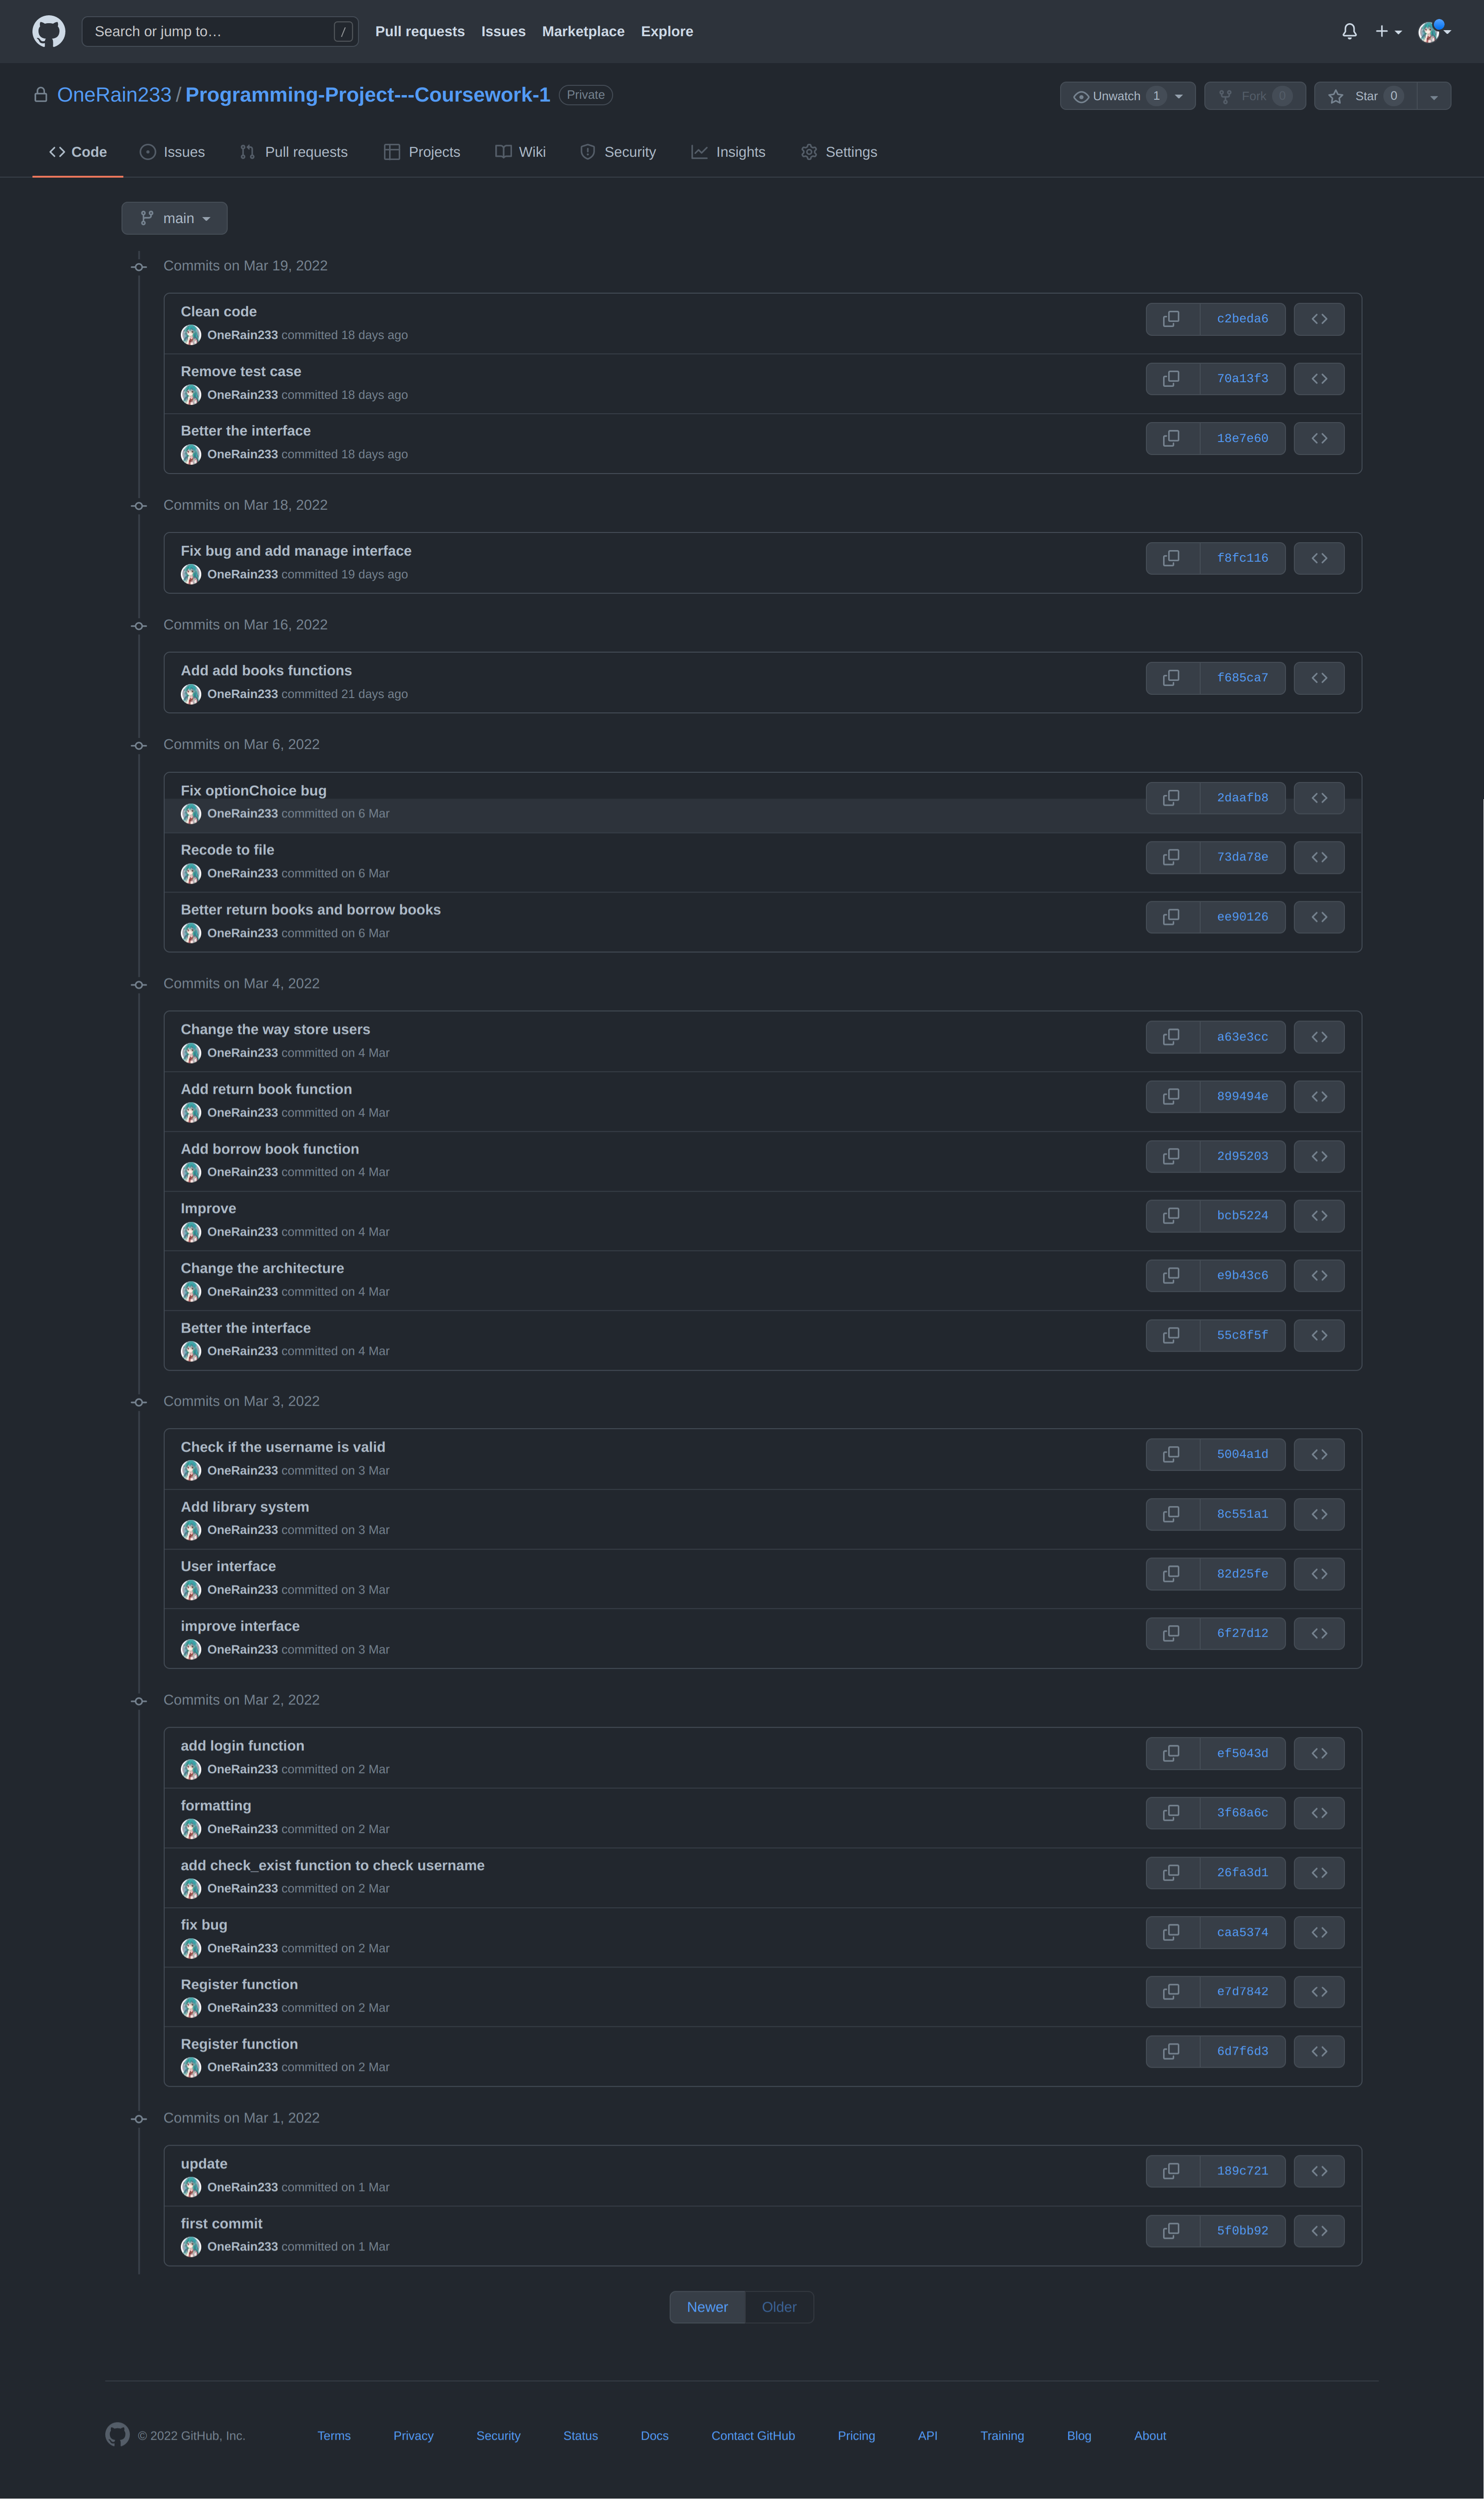 Search or jump to… /
Pull requests Issues Marketplace Explore
OneRain233 / Programming-Project---Coursework-1 Private
Unwatch 1 Fork 0 Star 0
Code Issues Pull requests Projects Wiki Security Insights Settings
main
Commits on Mar 19, 2022
Clean code
OneRain233 committed 18 days ago
c2beda6
Remove test case
OneRain233 committed 18 days ago
70a13f3
Better the interface
OneRain233 committed 18 days ago
18e7e60
Commits on Mar 18, 2022
Fix bug and add manage interface
OneRain233 committed 19 days ago
f8fc116
Commits on Mar 16, 2022
Add add books functions
OneRain233 committed 21 days ago
f685ca7
Commits on Mar 6, 2022
Fix optionChoice bug
OneRain233 committed on 6 Mar
2daafb8
Recode to file
OneRain233 committed on 6 Mar
73da78e
Better return books and borrow books
OneRain233 committed on 6 Mar
ee90126
Commits on Mar 4, 2022
Change the way store users
OneRain233 committed on 4 Mar
a63e3cc
Add return book function
OneRain233 committed on 4 Mar
899494e
Add borrow book function
OneRain233 committed on 4 Mar
2d95203
Improve
OneRain233 committed on 4 Mar
bcb5224
Change the architecture
OneRain233 committed on 4 Mar
e9b43c6
Better the interface
OneRain233 committed on 4 Mar
55c8f5f
Commits on Mar 3, 2022
Check if the username is valid
OneRain233 committed on 3 Mar
5004a1d
Add library system
OneRain233 committed on 3 Mar
8c551a1
User interface
OneRain233 committed on 3 Mar
82d25fe
improve interface
OneRain233 committed on 3 Mar
6f27d12
Commits on Mar 2, 2022
add login function
OneRain233 committed on 2 Mar
ef5043d
formatting
OneRain233 committed on 2 Mar
3f68a6c
add check_exist function to check username
OneRain233 committed on 2 Mar
26fa3d1
fix bug
OneRain233 committed on 2 Mar
caa5374
Register function
OneRain233 committed on 2 Mar
e7d7842
Register function
OneRain233 committed on 2 Mar
6d7f6d3
Commits on Mar 1, 2022
update
OneRain233 committed on 1 Mar
189c721
first commit
OneRain233 committed on 1 Mar
5f0bb92
Newer Older
© 2022 GitHub, Inc. Terms Privacy Security Status Docs Contact GitHub Pricing API Training Blog About